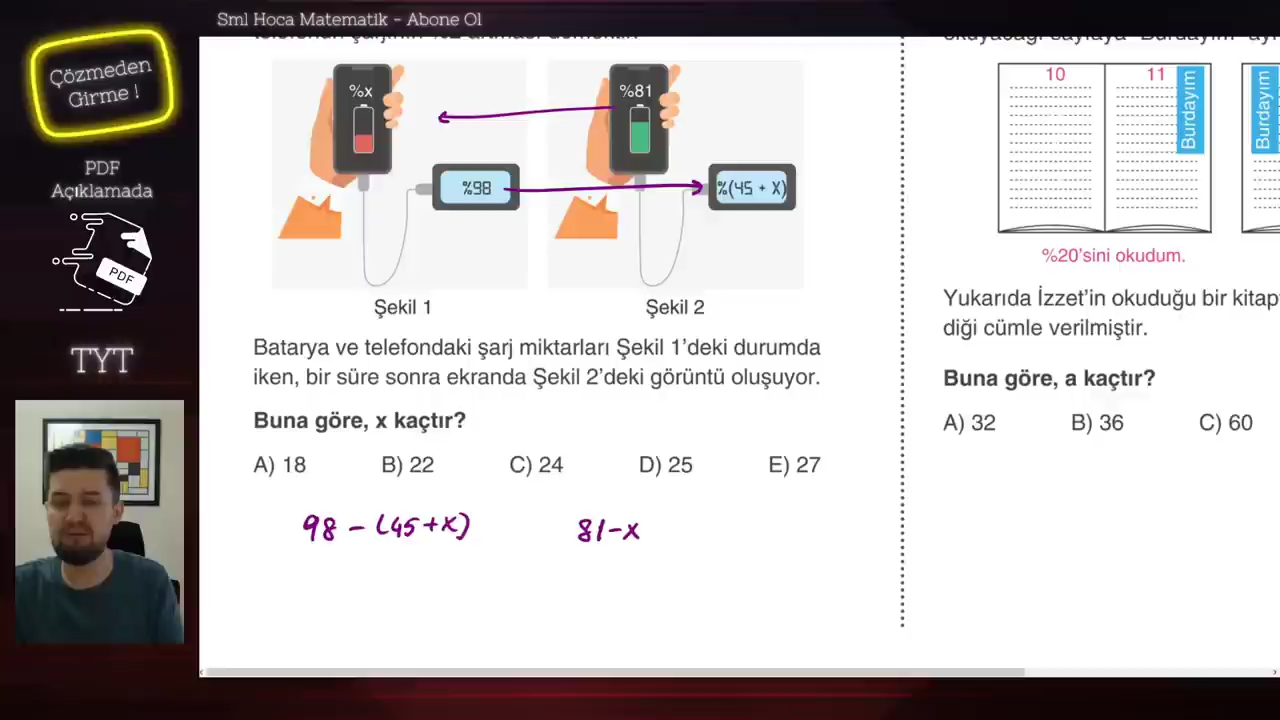 Sml Hoca Matematik - Abone Ol
Çözmeden
Girme !
PDF
Açıklamada
PDF
TYT
%x
%98
%81
%(45 + X)
Şekil 1
Şekil 2
Batarya ve telefondaki şarj miktarları Şekil 1'deki durumda
iken, bir süre sonra ekranda Şekil 2'deki görüntü oluşuyor.
Buna göre, x kaçtır?
A) 18 B) 22 C) 24 D) 25 E) 27
98 - (45+x) 81-x
10
11
Burdayım
Burdayım
%20'sini okudum.
Yukarıda İzzet'in okuduğu bir
diği cümle verilmiştir.
Buna göre, a kaçtır?
A) 32 B) 36 C) 60